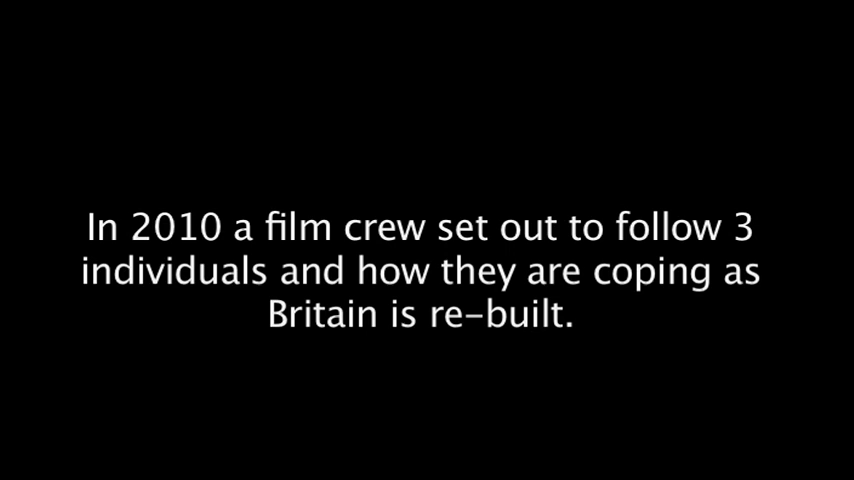 In 2010 a film crew set out to follow 3
individuals and how they are coping as
Britain is re-built.